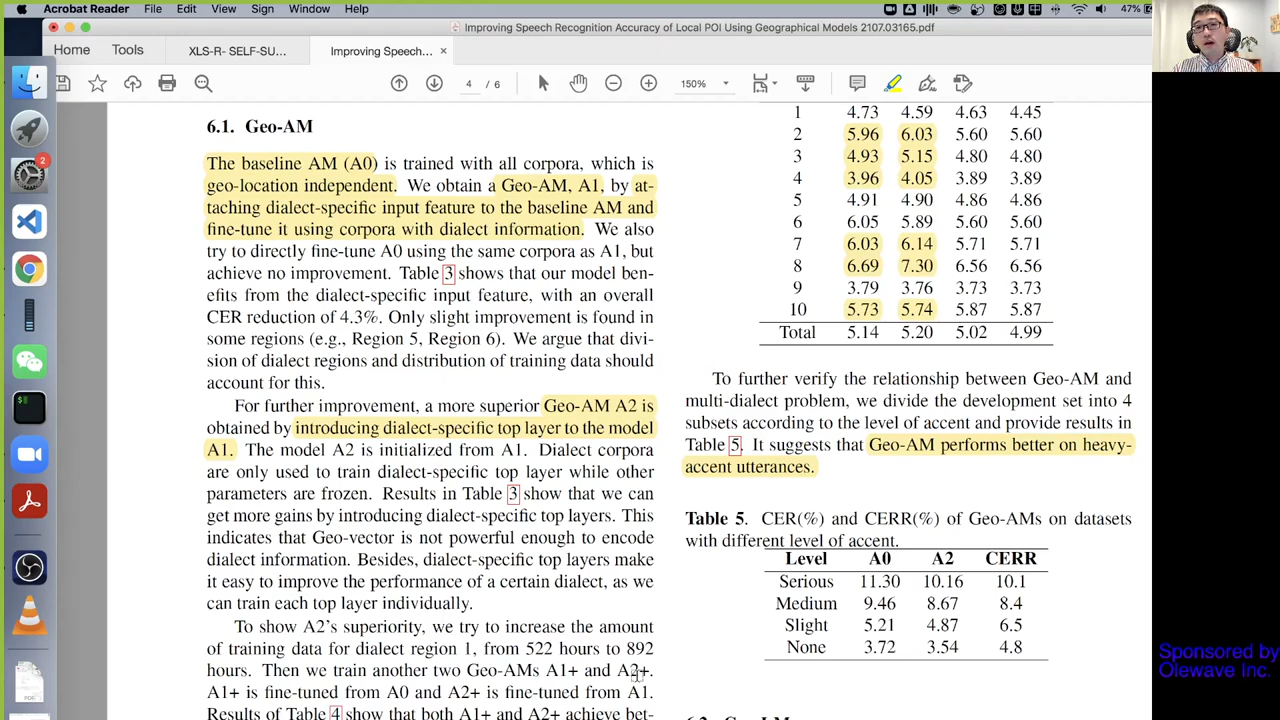 Acrobat Reader File Edit View Sign Window Help 47%
Improving Speech Recognition Accuracy of Local POI Using Geographical Models 2107.03165.pdf
Home Tools XLS-R- SELF-SU... Improving Speech... ×
4 / 6 150%
6.1. Geo-AM
The baseline AM (A0) is trained with all corpora, which is
geo-location independent. We obtain a Geo-AM, A1, by at-
taching dialect-specific input feature to the baseline AM and
fine-tune it using corpora with dialect information. We also
try to directly fine-tune A0 using the same corpora as A1, but
achieve no improvement. Table 3 shows that our model ben-
efits from the dialect-specific input feature, with an overall
CER reduction of 4.3%. Only slight improvement is found in
some regions (e.g., Region 5, Region 6). We argue that divi-
sion of dialect regions and distribution of training data should
account for this.
For further improvement, a more superior Geo-AM A2 is
obtained by introducing dialect-specific top layer to the model
A1. The model A2 is initialized from A1. Dialect corpora
are only used to train dialect-specific top layer while other
parameters are frozen. Results in Table 3 show that we can
get more gains by introducing dialect-specific top layers. This
indicates that Geo-vector is not powerful enough to encode
dialect information. Besides, dialect-specific top layers make
it easy to improve the performance of a certain dialect, as we
can train each top layer individually.
To show A2's superiority, we try to increase the amount
of training data for dialect region 1, from 522 hours to 892
hours. Then we train another two Geo-AMs A1+ and A2+.
A1+ is fine-tuned from A0 and A2+ is fine-tuned from A1.
Results of Table 4 show that both A1+ and A2+ achieve bet-
1 4.73 4.59 4.63 4.45
2 5.96 6.03 5.60 5.60
3 4.93 5.15 4.80 4.80
4 3.96 4.05 3.89 3.89
5 4.91 4.90 4.86 4.86
6 6.05 5.89 5.60 5.60
7 6.03 6.14 5.71 5.71
8 6.69 7.30 6.56 6.56
9 3.79 3.76 3.73 3.73
10 5.73 5.74 5.87 5.87
Total 5.14 5.20 5.02 4.99
To further verify the relationship between Geo-AM and
multi-dialect problem, we divide the development set into 4
subsets according to the level of accent and provide results in
Table 5. It suggests that Geo-AM performs better on heavy-
accent utterances.
Table 5. CER(%) and CERR(%) of Geo-AMs on datasets
with different level of accent.
Level A0 A2 CERR
Serious 11.30 10.16 10.1
Medium 9.46 8.67 8.4
Slight 5.21 4.87 6.5
None 3.72 3.54 4.8
2
Sponsored by
Olewave Inc.